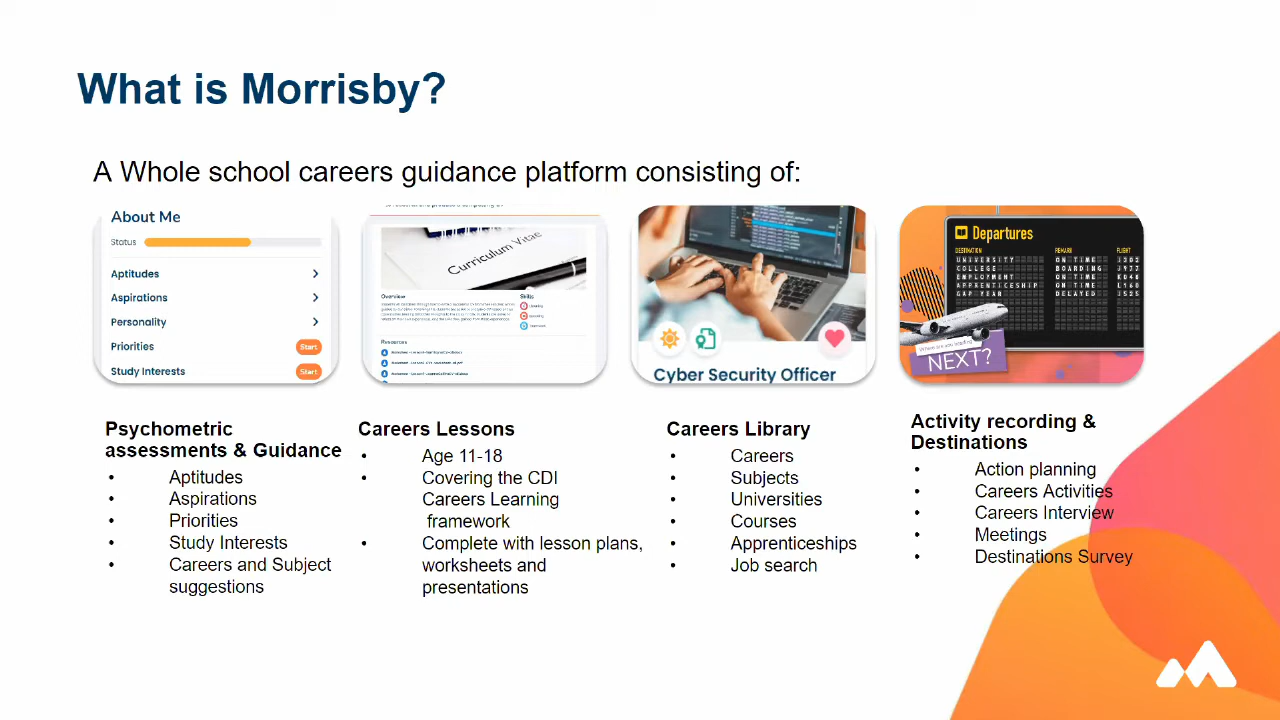 What is Morrisby?
A Whole school careers guidance platform consisting of:
About Me
Status
Aptitudes
Aspirations
Personality
Priorities
Start
Study Interests
Start
Curriculum Vitae
Overview
Skills
Resources
Cyber Security Officer
Departures
DESTINATION REMARK FLIGHT
UNIVERSITY ON TIME
COLLEGE BOARDING
EMPLOYMENT ON TIME
APPRENTICESHIP ON TIME
GAP YEAR DELAYED
NEXT?
Psychometric
assessments & Guidance
• Aptitudes
• Aspirations
• Priorities
• Study Interests
• Careers and Subject
suggestions
Careers Lessons
• Age 11-18
• Covering the CDI
Careers Learning
framework
• Complete with lesson plans,
worksheets and
presentations
Careers Library
• Careers
• Subjects
• Universities
• Courses
• Apprenticeships
• Job search
Activity recording &
Destinations
• Action planning
• Careers Activities
• Careers Interview
• Meetings
• Destinations Survey